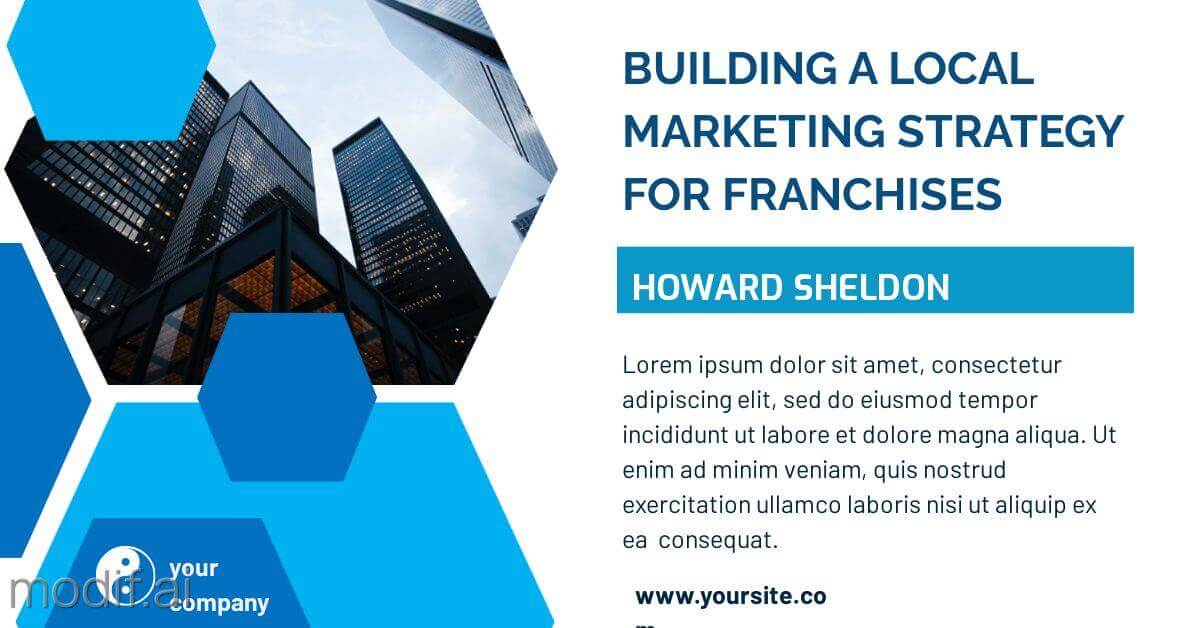 BUILDING A LOCAL
MARKETING STRATEGY
FOR FRANCHISES
HOWARD SHELDON
Lorem ipsum dolor sit amet, consectetur
adipiscing elit, sed do eiusmod tempor
incididunt ut labore et dolore magna aliqua. Ut
enim ad minim veniam, quis nostrud
exercitation ullamco laboris nisi ut aliquip ex
ea consequat.
www.yoursite.co
m
your
company
modif.ai